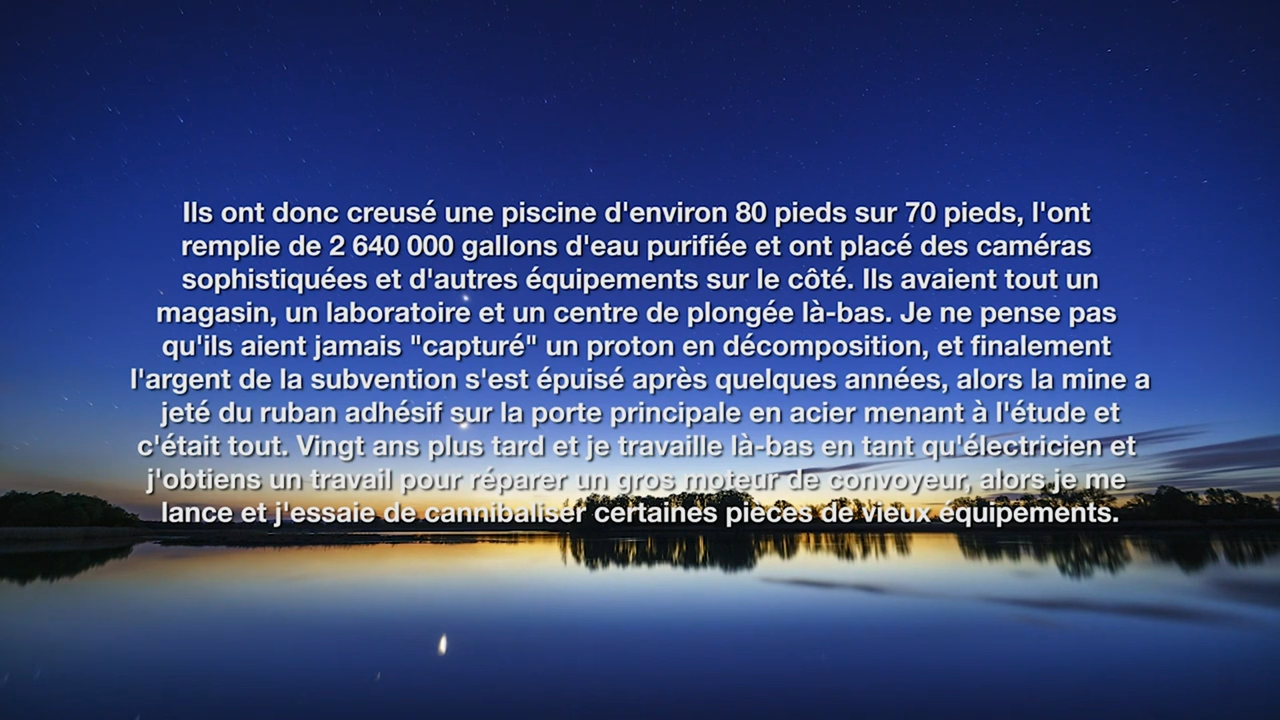 Ils ont donc creusé une piscine d'environ 80 pieds sur 70 pieds, l'ont
remplie de 2 640 000 gallons d'eau purifiée et ont placé des caméras
sophistiquées et d'autres équipements sur le côté. Ils avaient tout un
magasin, un laboratoire et un centre de plongée là-bas. Je ne pense pas
qu'ils aient jamais "capturé" un proton en décomposition, et finalement
l'argent de la subvention s'est épuisé après quelques années, alors la mine a
jeté du ruban adhésif sur la porte principale en acier menant à l'étude et
c'était tout. Vingt ans plus tard et je travaille là-bas en tant qu'électricien et
j'obtiens un travail pour réparer un gros moteur de convoyeur, alors je me
lance et j'essaie de cannibaliser certaines pièces de vieux équipements.